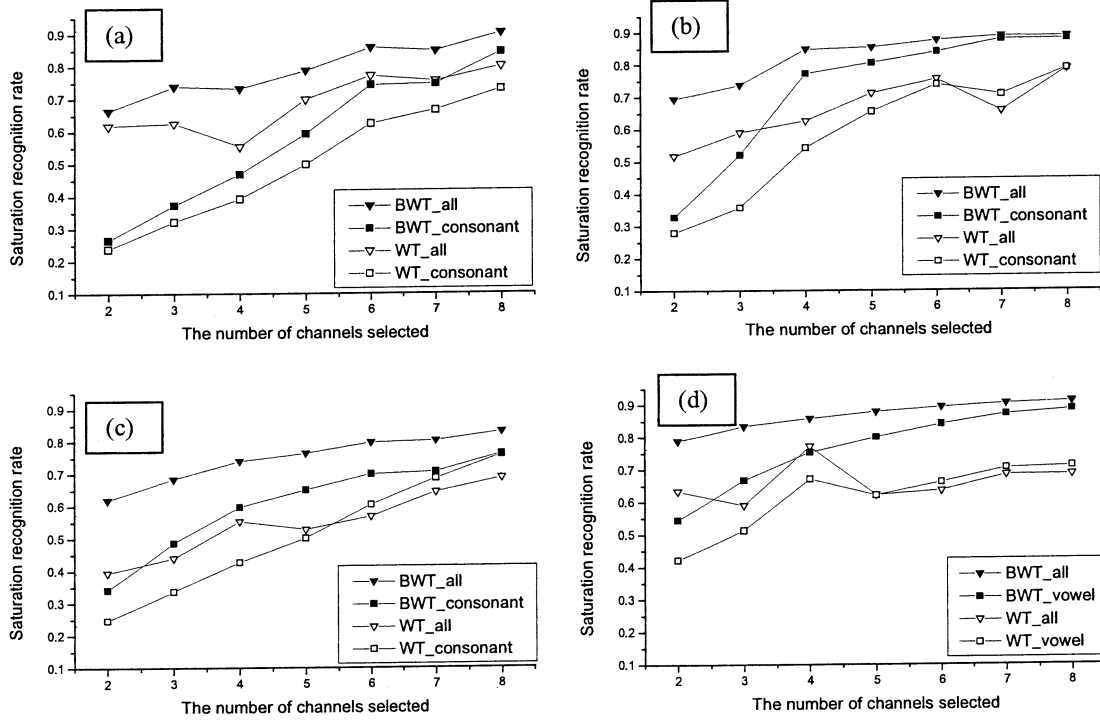 (a)
Saturation recognition rate
0.9
0.8
0.7
0.6
0.5
0.4
0.3
0.2
0.1
BWT_all
BWT_consonant
WT_all
WT_consonant
2 3 4 5 6 7 8
The number of channels selected
(b)
Saturation recognition rate
0.9
0.8
0.7
0.6
0.5
0.4
0.3
0.2
0.1
BWT_all
BWT_consonant
WT_all
WT_consonant
2 3 4 5 6 7 8
The number of channels selected
(c)
Saturation recognition rate
0.9
0.8
0.7
0.6
0.5
0.4
0.3
0.2
0.1
BWT_all
BWT_consonant
WT_all
WT_consonant
2 3 4 5 6 7 8
The number of channels selected
(d)
Saturation recognition rate
0.9
0.8
0.7
0.6
0.5
0.4
0.3
0.2
0.1
BWT_all
BWT_vowel
WT_all
WT_vowel
2 3 4 5 6 7 8
The number of channels selected